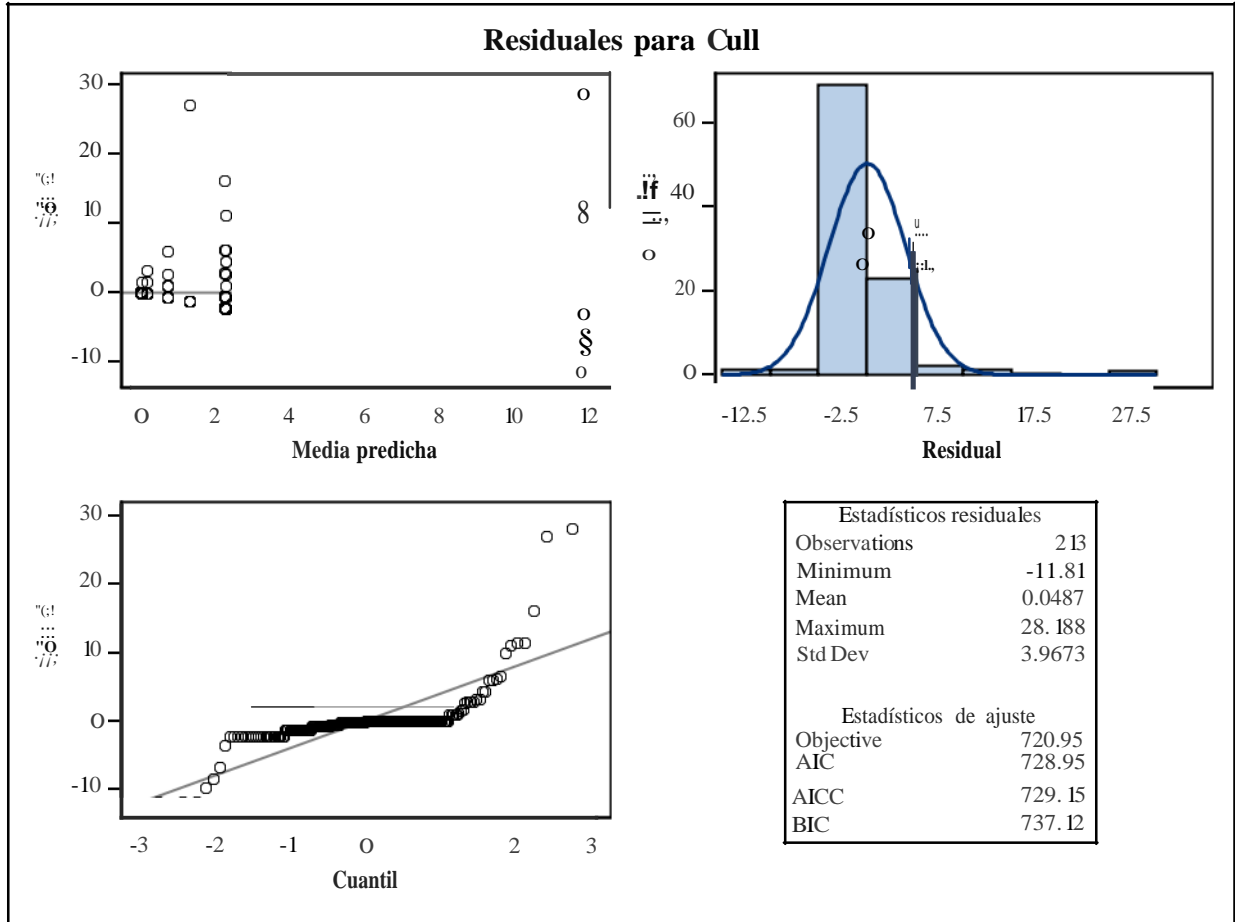 Residuales para Cull
30
20
10
0
-10
O 2 4 6 8 10 12
Media predicha
60
40
20
0
-12.5 -2.5 7.5 17.5 27.5
Residual
30
20
10
0
-10
-3 -2 -1 O 2 3
Cuantil
Estadísticos residuales
Observations 213
Minimum -11.81
Mean 0.0487
Maximum 28.188
Std Dev 3.9673
Estadísticos de ajuste
Objective 720.95
AIC 728.95
AICC 729.15
BIC 737.12